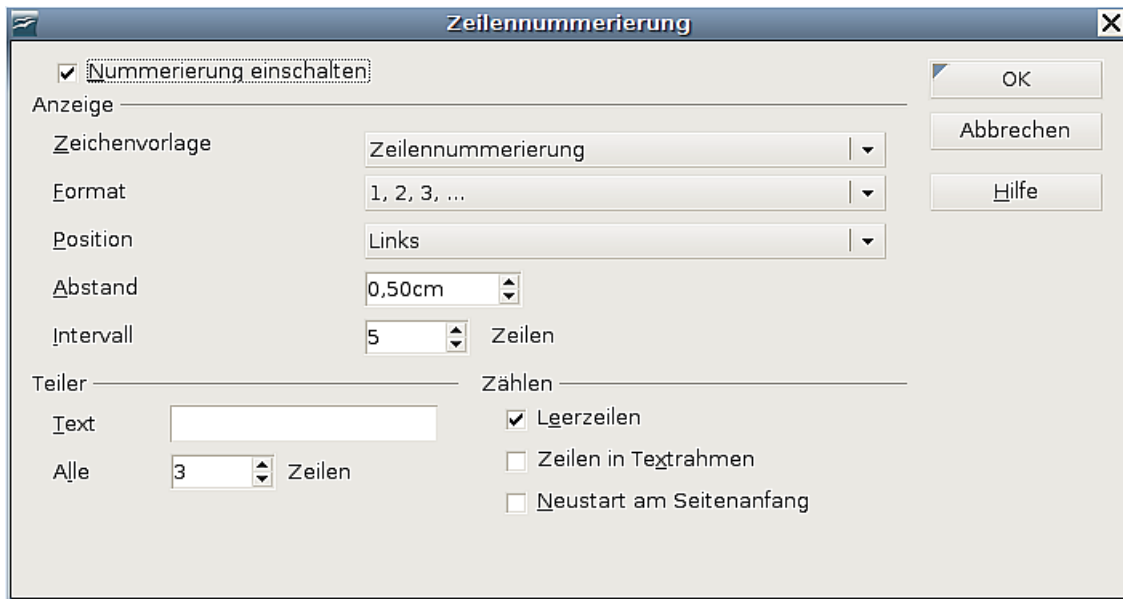 Zeilennummerierung
Nummerierung einschalten
OK
Anzeige
Abbrechen
Zeichenvorlage Zeilennummerierung
Format 1, 2, 3, ...
Hilfe
Position Links
Abstand 0,50cm
Intervall 5 Zeilen
Teiler
Text
Alle 3 Zeilen
Zählen
Leerzeilen
Zeilen in Textrahmen
Neustart am Seitenanfang